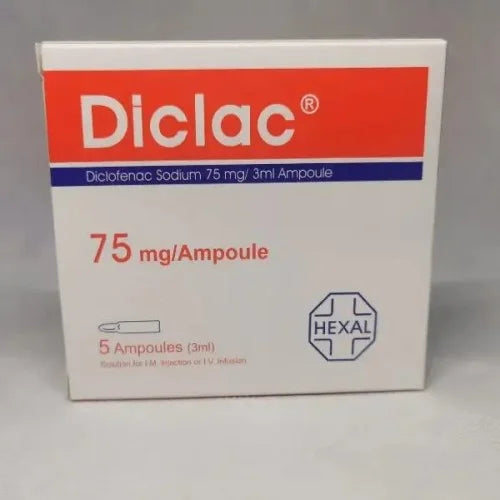 Diclac®
Diclofenac Sodium 75 mg/ 3ml Ampoule
75 mg/Ampoule
HEXAL
5 Ampoules (3ml)
Solution for I.M. Injection or I.V. Infusion